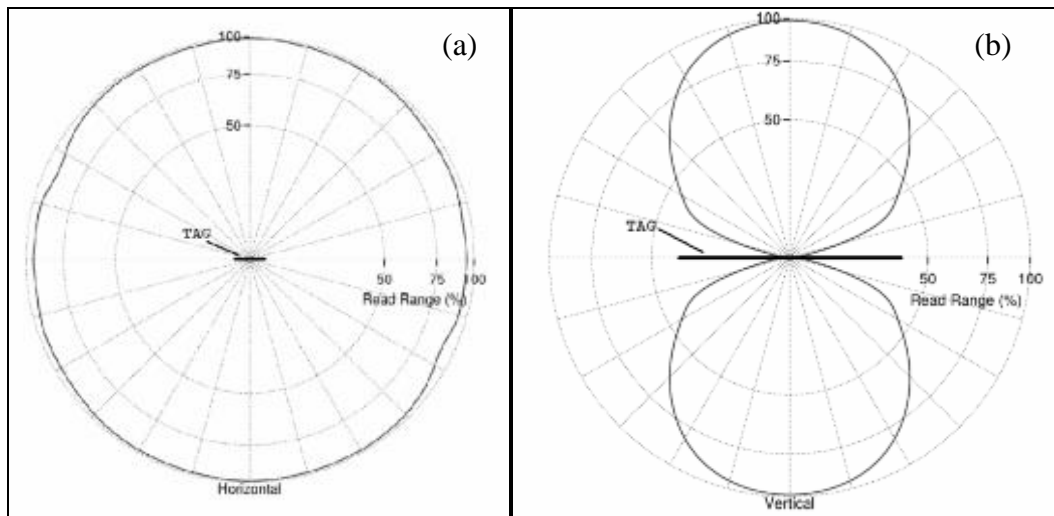 100
(a)
75
50
TAG
50 75 100
Read Range (%)
Horizontal
100
(b)
75
50
TAG
50 75 100
Read Range (%)
Vertical